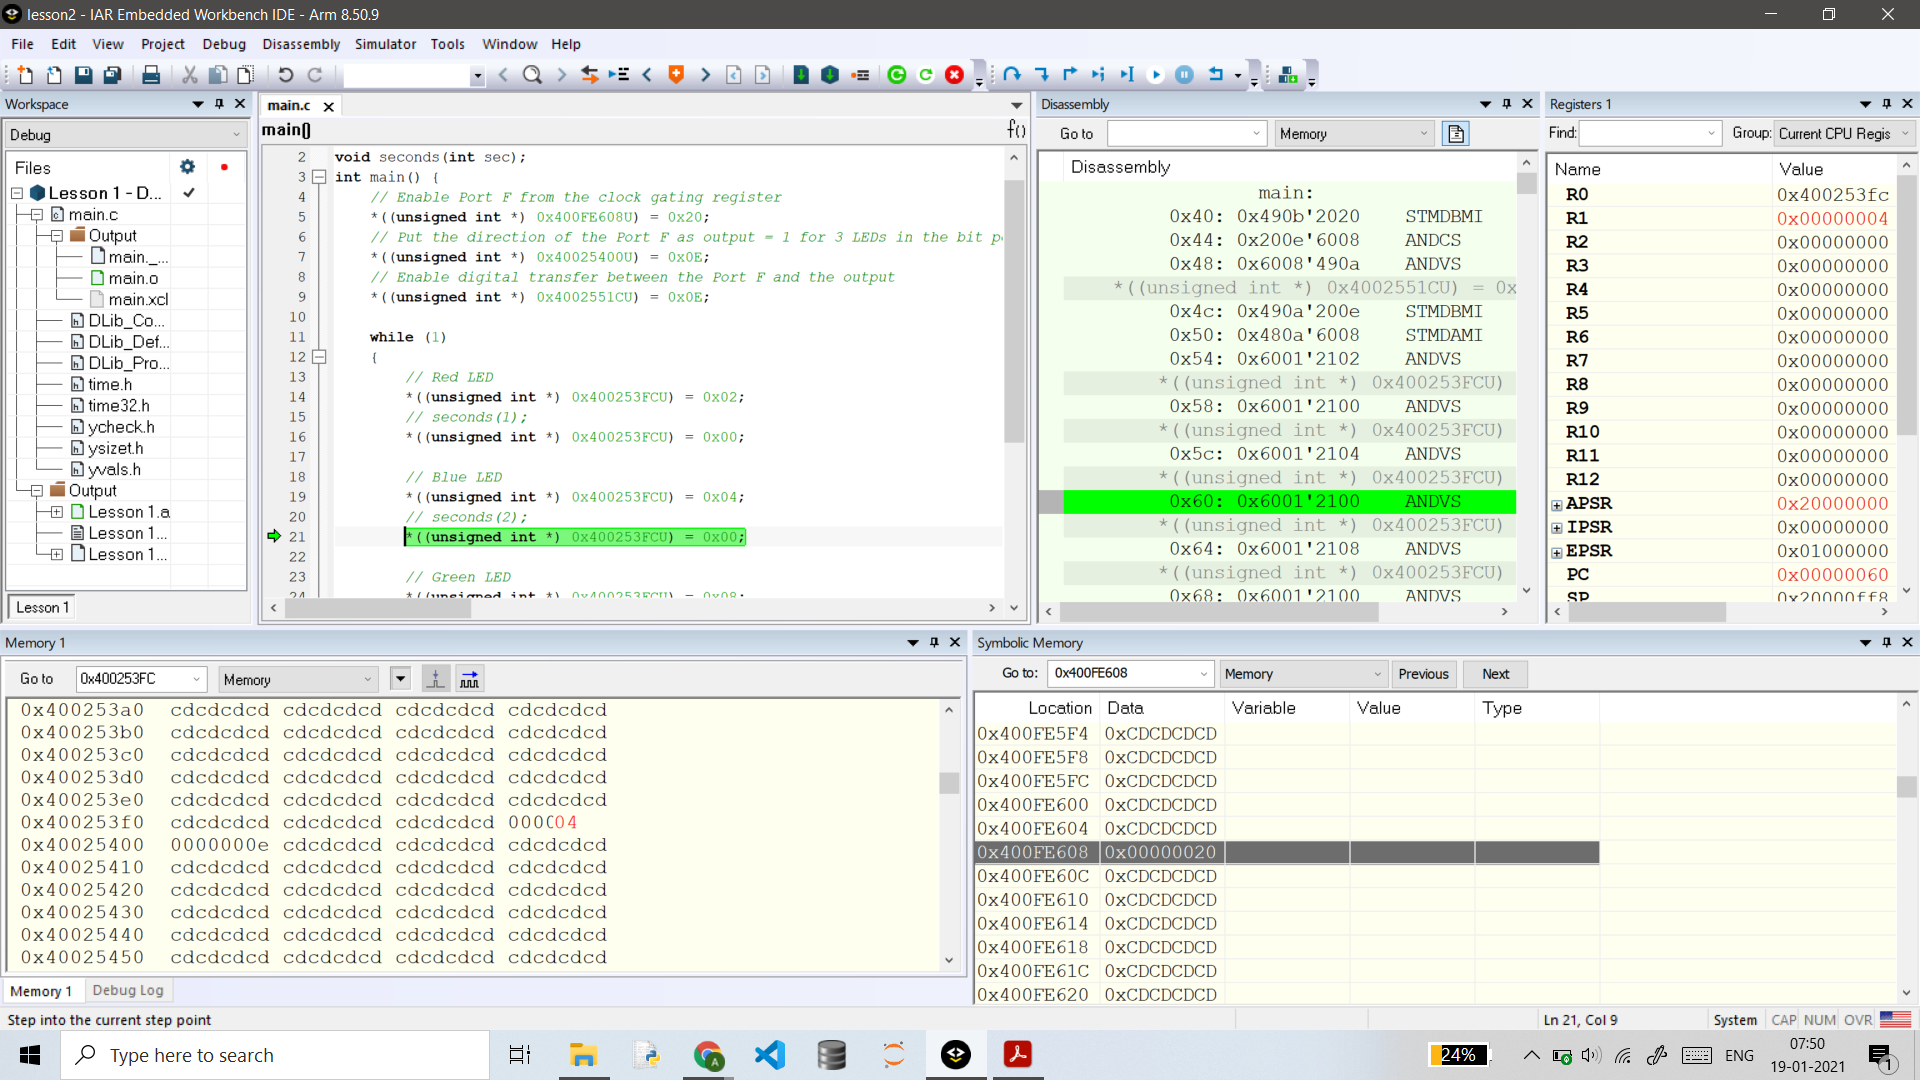 lesson2 - IAR Embedded Workbench IDE - Arm 8.50.9
File Edit View Project Debug Disassembly Simulator Tools Window Help
Workspace
Debug
Files
Lesson 1 - D...
main.c
Output
main._...
main.o
main.xcl
DLib_Co...
DLib_Def...
DLib_Pro...
time.h
time32.h
ycheck.h
ysizet.h
yvals.h
Output
Lesson 1.a
Lesson 1...
Lesson 1...
Lesson 1
main.c
main()
f()
2 void seconds(int sec);
3 int main() {
4 // Enable Port F from the clock gating register
5 *((unsigned int *) 0x400FE608U) = 0x20;
6 // Put the direction of the Port F as output = 1 for 3 LEDs in the bit p
7 *((unsigned int *) 0x40025400U) = 0x0E;
8 // Enable digital transfer between the Port F and the output
9 *((unsigned int *) 0x4002551CU) = 0x0E;
10
11 while (1)
12 {
13 // Red LED
14 *((unsigned int *) 0x400253FCU) = 0x02;
15 // seconds(1);
16 *((unsigned int *) 0x400253FCU) = 0x00;
17
18 // Blue LED
19 *((unsigned int *) 0x400253FCU) = 0x04;
20 // seconds(2);
21 *((unsigned int *) 0x400253FCU) = 0x00;
22
23 // Green LED
24 *((unsigned int *) 0x400253FCU) = 0x08;
Disassembly
Go to Memory
Disassembly
main:
0x40: 0x490b'2020 STMDBMI
0x44: 0x200e'6008 ANDCS
0x48: 0x6008'490a ANDVS
*((unsigned int *) 0x4002551CU) = 0x
0x4c: 0x490a'200e STMDBMI
0x50: 0x480a'6008 STMDAMI
0x54: 0x6001'2102 ANDVS
*((unsigned int *) 0x400253FCU)
0x58: 0x6001'2100 ANDVS
*((unsigned int *) 0x400253FCU)
0x5c: 0x6001'2104 ANDVS
*((unsigned int *) 0x400253FCU)
0x60: 0x6001'2100 ANDVS
*((unsigned int *) 0x400253FCU)
0x64: 0x6001'2108 ANDVS
*((unsigned int *) 0x400253FCU)
0x68: 0x6001'2100 ANDVS
Registers 1
Find: Group: Current CPU Regis
Name Value
R0 0x400253fc
R1 0x00000004
R2 0x00000000
R3 0x00000000
R4 0x00000000
R5 0x00000000
R6 0x00000000
R7 0x00000000
R8 0x00000000
R9 0x00000000
R10 0x00000000
R11 0x00000000
R12 0x00000000
APSR 0x20000000
IPSR 0x00000000
EPSR 0x01000000
PC 0x00000060
SP 0x20000ff8
Memory 1
Go to 0x400253FC Memory
0x400253a0 cdcdcdcd cdcdcdcd cdcdcdcd cdcdcdcd
0x400253b0 cdcdcdcd cdcdcdcd cdcdcdcd cdcdcdcd
0x400253c0 cdcdcdcd cdcdcdcd cdcdcdcd cdcdcdcd
0x400253d0 cdcdcdcd cdcdcdcd cdcdcdcd cdcdcdcd
0x400253e0 cdcdcdcd cdcdcdcd cdcdcdcd cdcdcdcd
0x400253f0 cdcdcdcd cdcdcdcd cdcdcdcd 00000004
0x40025400 0000000e cdcdcdcd cdcdcdcd cdcdcdcd
0x40025410 cdcdcdcd cdcdcdcd cdcdcdcd cdcdcdcd
0x40025420 cdcdcdcd cdcdcdcd cdcdcdcd cdcdcdcd
0x40025430 cdcdcdcd cdcdcdcd cdcdcdcd cdcdcdcd
0x40025440 cdcdcdcd cdcdcdcd cdcdcdcd cdcdcdcd
0x40025450 cdcdcdcd cdcdcdcd cdcdcdcd cdcdcdcd
Memory 1 Debug Log
Symbolic Memory
Go to: 0x400FE608 Memory Previous Next
Location Data Variable Value Type
0x400FE5F4 0xCDCDCDCD
0x400FE5F8 0xCDCDCDCD
0x400FE5FC 0xCDCDCDCD
0x400FE600 0xCDCDCDCD
0x400FE604 0xCDCDCDCD
0x400FE608 0x00000020
0x400FE60C 0xCDCDCDCD
0x400FE610 0xCDCDCDCD
0x400FE614 0xCDCDCDCD
0x400FE618 0xCDCDCDCD
0x400FE61C 0xCDCDCDCD
0x400FE620 0xCDCDCDCD
Step into the current step point
Ln 21, Col 9 System CAP NUM OVR
Type here to search
24%
ENG
07:50
19-01-2021
1